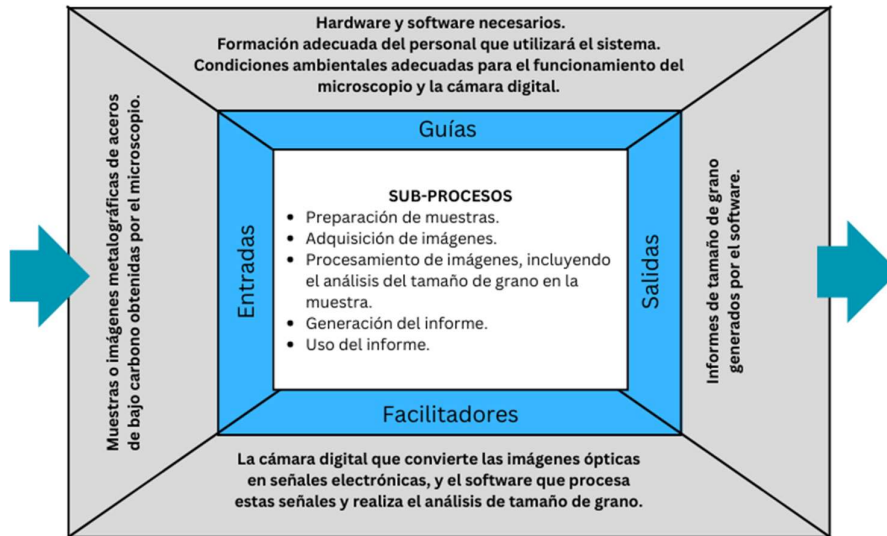 Hardware y software necesarios.
Formación adecuada del personal que utilizará el sistema.
Condiciones ambientales adecuadas para el funcionamiento del
microscopio y la cámara digital.
Guías
Muestras o imágenes metalográficas de aceros
de bajo carbono obtenidas por el microscopio.
Entradas
SUB-PROCESOS
• Preparación de muestras.
• Adquisición de imágenes.
• Procesamiento de imágenes, incluyendo
el análisis del tamaño de grano en la
muestra.
• Generación del informe.
• Uso del informe.
Salidas
Informes de tamaño de grano
generados por el software.
Facilitadores
La cámara digital que convierte las imágenes ópticas
en señales electrónicas, y el software que procesa
estas señales y realiza el análisis de tamaño de grano.